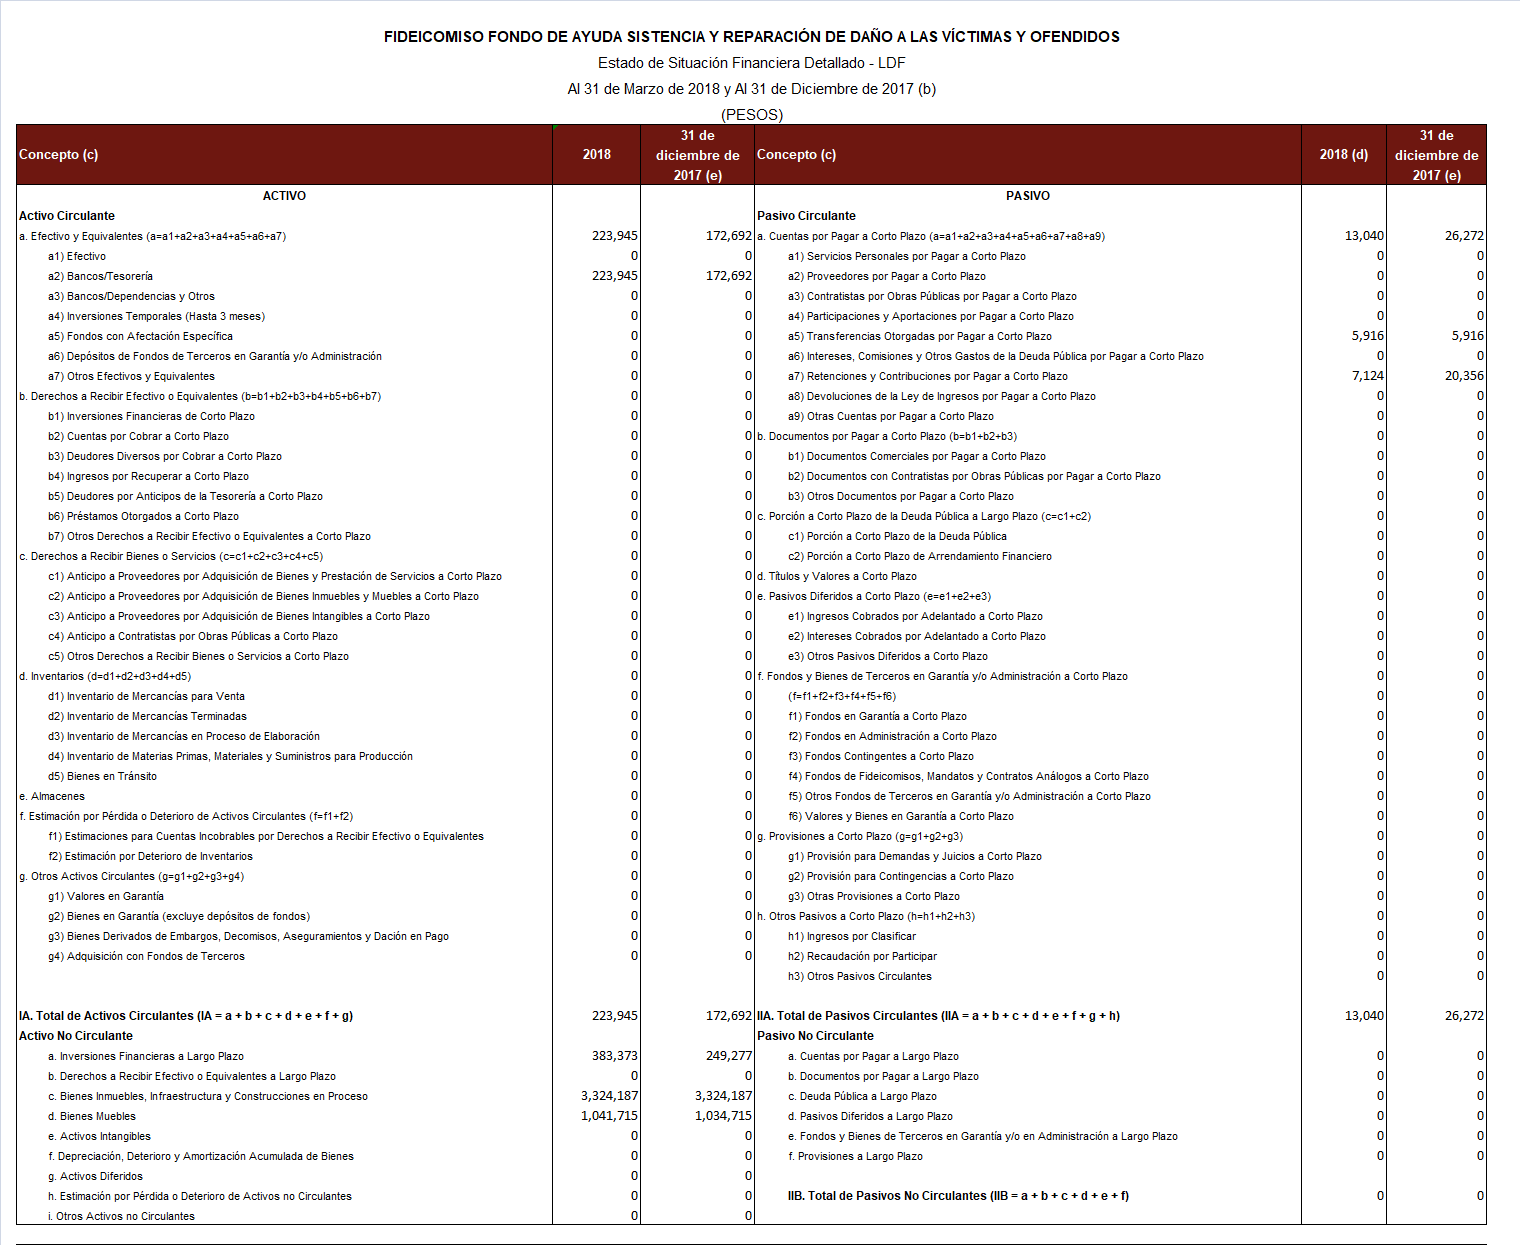 FIDEICOMISO FONDO DE AYUDA SISTENCIA Y REPARACIÓN DE DAÑO A LAS VÍCTIMAS Y OFENDIDOS
Estado de Situación Financiera Detallado - LDF
Al 31 de Marzo de 2018 y Al 31 de Diciembre de 2017 (b)
(PESOS)
Concepto (c) 2018 31 de diciembre de 2017 (e) Concepto (c) 2018 (d) 31 de diciembre de 2017 (e)
ACTIVO PASIVO
Activo Circulante Pasivo Circulante
a. Efectivo y Equivalentes (a=a1+a2+a3+a4+a5+a6+a7) 223,945 172,692 a. Cuentas por Pagar a Corto Plazo (a=a1+a2+a3+a4+a5+a6+a7+a8+a9) 13,040 26,272
a1) Efectivo 0 0 a1) Servicios Personales por Pagar a Corto Plazo 0 0
a2) Bancos/Tesorería 223,945 172,692 a2) Proveedores por Pagar a Corto Plazo 0 0
a3) Bancos/Dependencias y Otros 0 0 a3) Contratistas por Obras Públicas por Pagar a Corto Plazo 0 0
a4) Inversiones Temporales (Hasta 3 meses) 0 0 a4) Participaciones y Aportaciones por Pagar a Corto Plazo 0 0
a5) Fondos con Afectación Específica 0 0 a5) Transferencias Otorgadas por Pagar a Corto Plazo 5,916 5,916
a6) Depósitos de Fondos de Terceros en Garantía y/o Administración 0 0 a6) Intereses, Comisiones y Otros Gastos de la Deuda Pública por Pagar a Corto Plazo 0 0
a7) Otros Efectivos y Equivalentes 0 0 a7) Retenciones y Contribuciones por Pagar a Corto Plazo 7,124 20,356
b. Derechos a Recibir Efectivo o Equivalentes (b=b1+b2+b3+b4+b5+b6+b7) 0 0 a8) Devoluciones de la Ley de Ingresos por Pagar a Corto Plazo 0 0
b1) Inversiones Financieras de Corto Plazo 0 0 a9) Otras Cuentas por Pagar a Corto Plazo 0 0
b2) Cuentas por Cobrar a Corto Plazo 0 0 b. Documentos por Pagar a Corto Plazo (b=b1+b2+b3) 0 0
b3) Deudores Diversos por Cobrar a Corto Plazo 0 0 b1) Documentos Comerciales por Pagar a Corto Plazo 0 0
b4) Ingresos por Recuperar a Corto Plazo 0 0 b2) Documentos con Contratistas por Obras Públicas por Pagar a Corto Plazo 0 0
b5) Deudores por Anticipos de la Tesorería a Corto Plazo 0 0 b3) Otros Documentos por Pagar a Corto Plazo 0 0
b6) Préstamos Otorgados a Corto Plazo 0 0 c. Porción a Corto Plazo de la Deuda Pública a Largo Plazo (c=c1+c2) 0 0
b7) Otros Derechos a Recibir Efectivo o Equivalentes a Corto Plazo 0 0 c1) Porción a Corto Plazo de la Deuda Pública 0 0
c. Derechos a Recibir Bienes o Servicios (c=c1+c2+c3+c4+c5) 0 0 c2) Porción a Corto Plazo de Arrendamiento Financiero 0 0
c1) Anticipo a Proveedores por Adquisición de Bienes y Prestación de Servicios a Corto Plazo 0 0 d. Títulos y Valores a Corto Plazo 0 0
c2) Anticipo a Proveedores por Adquisición de Bienes Inmuebles y Muebles a Corto Plazo 0 0 e. Pasivos Diferidos a Corto Plazo (e=e1+e2+e3) 0 0
c3) Anticipo a Proveedores por Adquisición de Bienes Intangibles a Corto Plazo 0 0 e1) Ingresos Cobrados por Adelantado a Corto Plazo 0 0
c4) Anticipo a Contratistas por Obras Públicas a Corto Plazo 0 0 e2) Intereses Cobrados por Adelantado a Corto Plazo 0 0
c5) Otros Derechos a Recibir Bienes o Servicios a Corto Plazo 0 0 e3) Otros Pasivos Diferidos a Corto Plazo 0 0
d. Inventarios (d=d1+d2+d3+d4+d5) 0 0 f. Fondos y Bienes de Terceros en Garantía y/o Administración a Corto Plazo 0 0
d1) Inventario de Mercancías para Venta 0 0 (f=f1+f2+f3+f4+f5+f6) 0 0
d2) Inventario de Mercancías Terminadas 0 0 f1) Fondos en Garantía a Corto Plazo 0 0
d3) Inventario de Mercancías en Proceso de Elaboración 0 0 f2) Fondos en Administración a Corto Plazo 0 0
d4) Inventario de Materias Primas, Materiales y Suministros para Producción 0 0 f3) Fondos Contingentes a Corto Plazo 0 0
d5) Bienes en Tránsito 0 0 f4) Fondos de Fideicomisos, Mandatos y Contratos Análogos a Corto Plazo 0 0
e. Almacenes 0 0 f5) Otros Fondos de Terceros en Garantía y/o Administración a Corto Plazo 0 0
f. Estimación por Pérdida o Deterioro de Activos Circulantes (f=f1+f2) 0 0 f6) Valores y Bienes en Garantía a Corto Plazo 0 0
f1) Estimaciones para Cuentas Incobrables por Derechos a Recibir Efectivo o Equivalentes 0 0 g. Provisiones a Corto Plazo (g=g1+g2+g3) 0 0
f2) Estimación por Deterioro de Inventarios 0 0 g1) Provisión para Demandas y Juicios a Corto Plazo 0 0
g. Otros Activos Circulantes (g=g1+g2+g3+g4) 0 0 g2) Provisión para Contingencias a Corto Plazo 0 0
g1) Valores en Garantía 0 0 g3) Otras Provisiones a Corto Plazo 0 0
g2) Bienes en Garantía (excluye depósitos de fondos) 0 0 h. Otros Pasivos a Corto Plazo (h=h1+h2+h3) 0 0
g3) Bienes Derivados de Embargos, Decomisos, Aseguramientos y Dación en Pago 0 0 h1) Ingresos por Clasificar 0 0
g4) Adquisición con Fondos de Terceros 0 0 h2) Recaudación por Participar 0 0
h3) Otros Pasivos Circulantes 0 0
IA. Total de Activos Circulantes (IA = a + b + c + d + e + f + g) 223,945 172,692 IIA. Total de Pasivos Circulantes (IIA = a + b + c + d + e + f + g + h) 13,040 26,272
Activo No Circulante Pasivo No Circulante
a. Inversiones Financieras a Largo Plazo 383,373 249,277 a. Cuentas por Pagar a Largo Plazo 0 0
b. Derechos a Recibir Efectivo o Equivalentes a Largo Plazo 0 0 b. Documentos por Pagar a Largo Plazo 0 0
c. Bienes Inmuebles, Infraestructura y Construcciones en Proceso 3,324,187 3,324,187 c. Deuda Pública a Largo Plazo 0 0
d. Bienes Muebles 1,041,715 1,034,715 d. Pasivos Diferidos a Largo Plazo 0 0
e. Activos Intangibles 0 0 e. Fondos y Bienes de Terceros en Garantía y/o en Administración a Largo Plazo 0 0
f. Depreciación, Deterioro y Amortización Acumulada de Bienes 0 0 f. Provisiones a Largo Plazo 0 0
g. Activos Diferidos 0 0
h. Estimación por Pérdida o Deterioro de Activos no Circulantes 0 0 IIB. Total de Pasivos No Circulantes (IIB = a + b + c + d + e + f) 0 0
i. Otros Activos no Circulantes 0 0